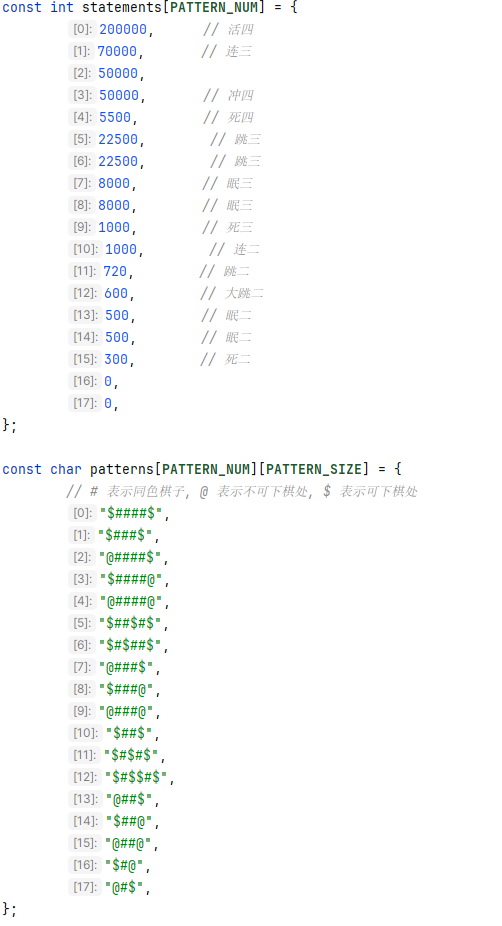 const int statements[PATTERN_NUM] = {
[0]: 200000, // 活四
[1]: 70000, // 连三
[2]: 50000,
[3]: 50000, // 冲四
[4]: 5500, // 死四
[5]: 22500, // 跳三
[6]: 22500, // 跳三
[7]: 8000, // 眠三
[8]: 8000, // 眠三
[9]: 1000, // 死三
[10]: 1000, // 连二
[11]: 720, // 跳二
[12]: 600, // 大跳二
[13]: 500, // 眠二
[14]: 500, // 眠二
[15]: 300, // 死二
[16]: 0,
[17]: 0,
};
const char patterns[PATTERN_NUM][PATTERN_SIZE] = {
// # 表示同色棋子, @ 表示不可下棋处, $ 表示可下棋处
[0]: "$####$",
[1]: "$###$",
[2]: "@####$",
[3]: "$####@",
[4]: "@####@",
[5]: "$##$#$",
[6]: "$#$##$",
[7]: "@###$",
[8]: "$###@",
[9]: "@###@",
[10]: "$##$",
[11]: "$#$#$",
[12]: "$#$$#$",
[13]: "@##$",
[14]: "$##@",
[15]: "@##@",
[16]: "$#@",
[17]: "@#$",
};